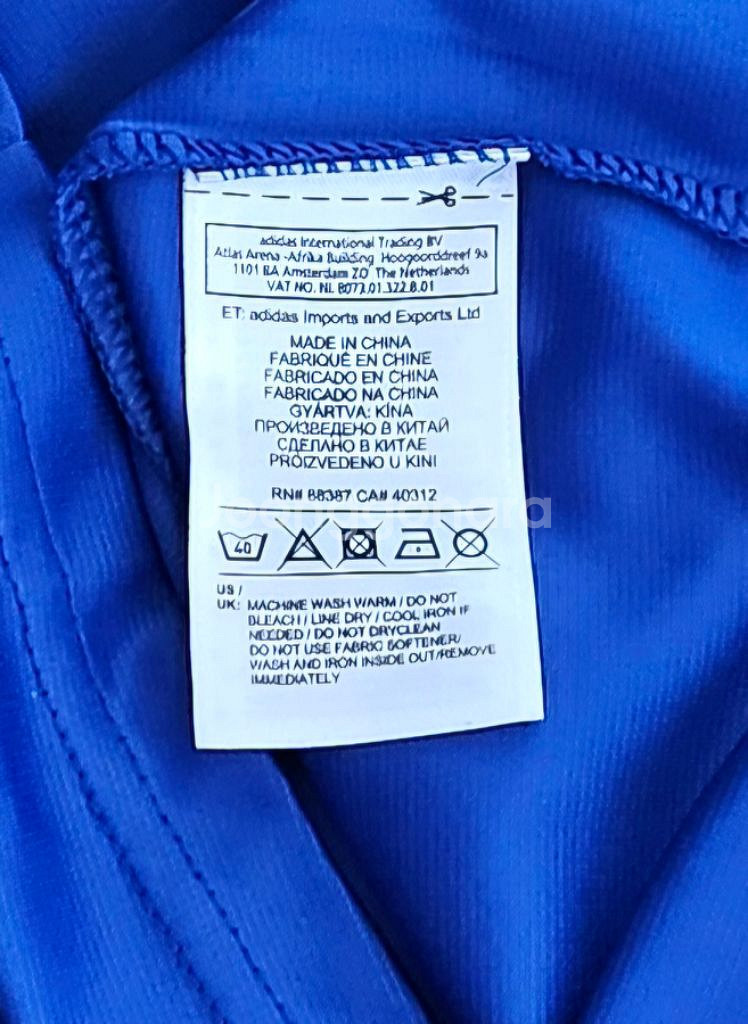 adidas International Trading BV
Atlas Arena -Afrika Building Hoogoorddreef 9a
1101 BA Amsterdam ZO The Netherlands
VAT NO. NL 8073.01.322.B.01
ET: adidas Imports and Exports Ltd
MADE IN CHINA
FABRIQUÉ EN CHINE
FABRICADO EN CHINA
FABRICADO NA CHINA
GYÁRTVA: KÍNA
ПРОИЗВЕДЕНО В КИТАЙ
СДЕЛАНО В КИТАЕ
PROIZVEDENO U KINI
RN# 88387 CA# 40312
40
US /
UK: MACHINE WASH WARM / DO NOT
BLEACH / LINE DRY / COOL IRON IF
NEEDED / DO NOT DRYCLEAN
DO NOT USE FABRIC SOFTENER/
WASH AND IRON INSIDE OUT/REMOVE
IMMEDIATELY